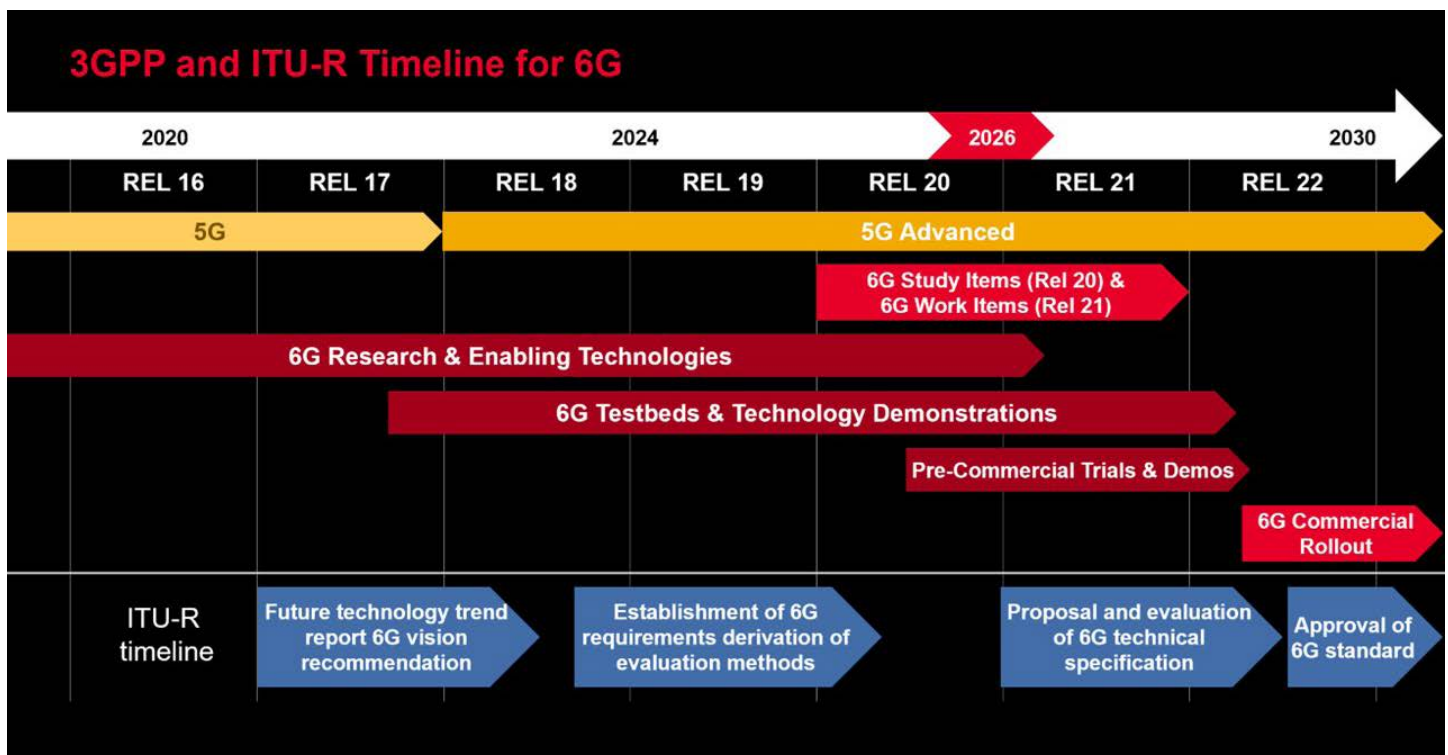 3GPP and ITU-R Timeline for 6G
2020 2024 2026 2030
REL 16 REL 17 REL 18 REL 19 REL 20 REL 21 REL 22
5G 5G Advanced
6G Study Items (Rel 20) &
6G Work Items (Rel 21)
6G Research & Enabling Technologies
6G Testbeds & Technology Demonstrations
Pre-Commercial Trials & Demos
6G Commercial
Rollout
ITU-R
timeline
Future technology trend
report 6G vision
recommendation
Establishment of 6G
requirements derivation of
evaluation methods
Proposal and evaluation
of 6G technical
specification
Approval of
6G standard